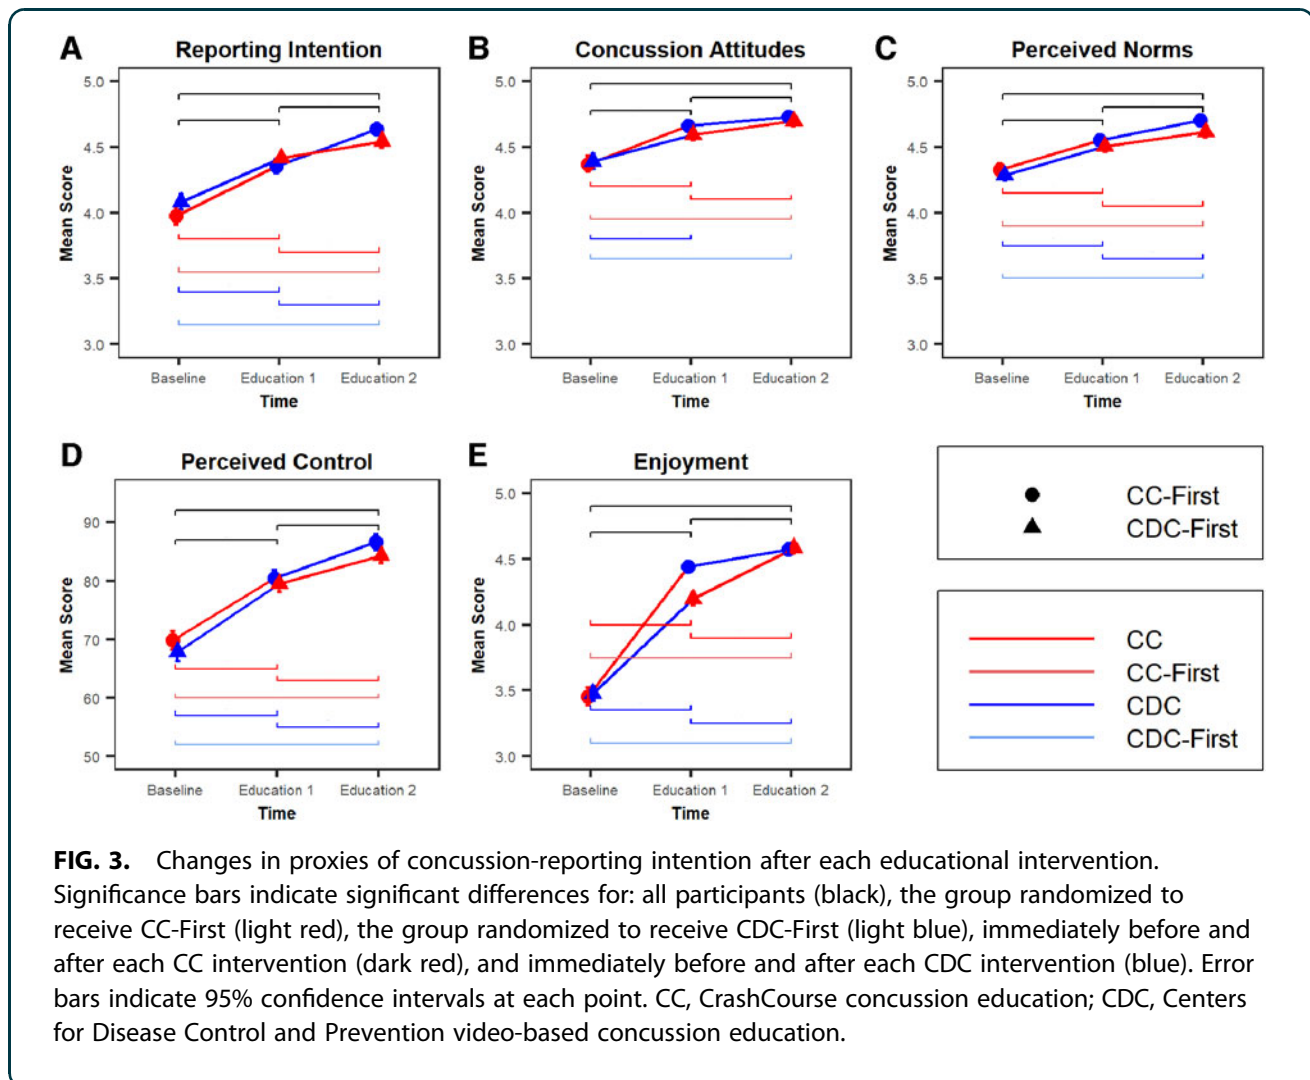 A Reporting Intention
5.0
4.5
4.0
3.5
3.0
Mean Score
Baseline Education 1 Education 2
Time
B Concussion Attitudes
5.0
4.5
4.0
3.5
3.0
Mean Score
Baseline Education 1 Education 2
Time
C Perceived Norms
5.0
4.5
4.0
3.5
3.0
Mean Score
Baseline Education 1 Education 2
Time
D Perceived Control
90
80
70
60
50
Mean Score
Baseline Education 1 Education 2
Time
E Enjoyment
5.0
4.5
4.0
3.5
3.0
Mean Score
Baseline Education 1 Education 2
Time
CC-First
CDC-First
CC
CC-First
CDC
CDC-First
FIG. 3. Changes in proxies of concussion-reporting intention after each educational intervention.
Significance bars indicate significant differences for: all participants (black), the group randomized to
receive CC-First (light red), the group randomized to receive CDC-First (light blue), immediately before and
after each CC intervention (dark red), and immediately before and after each CDC intervention (blue). Error
bars indicate 95% confidence intervals at each point. CC, CrashCourse concussion education; CDC, Centers
for Disease Control and Prevention video-based concussion education.